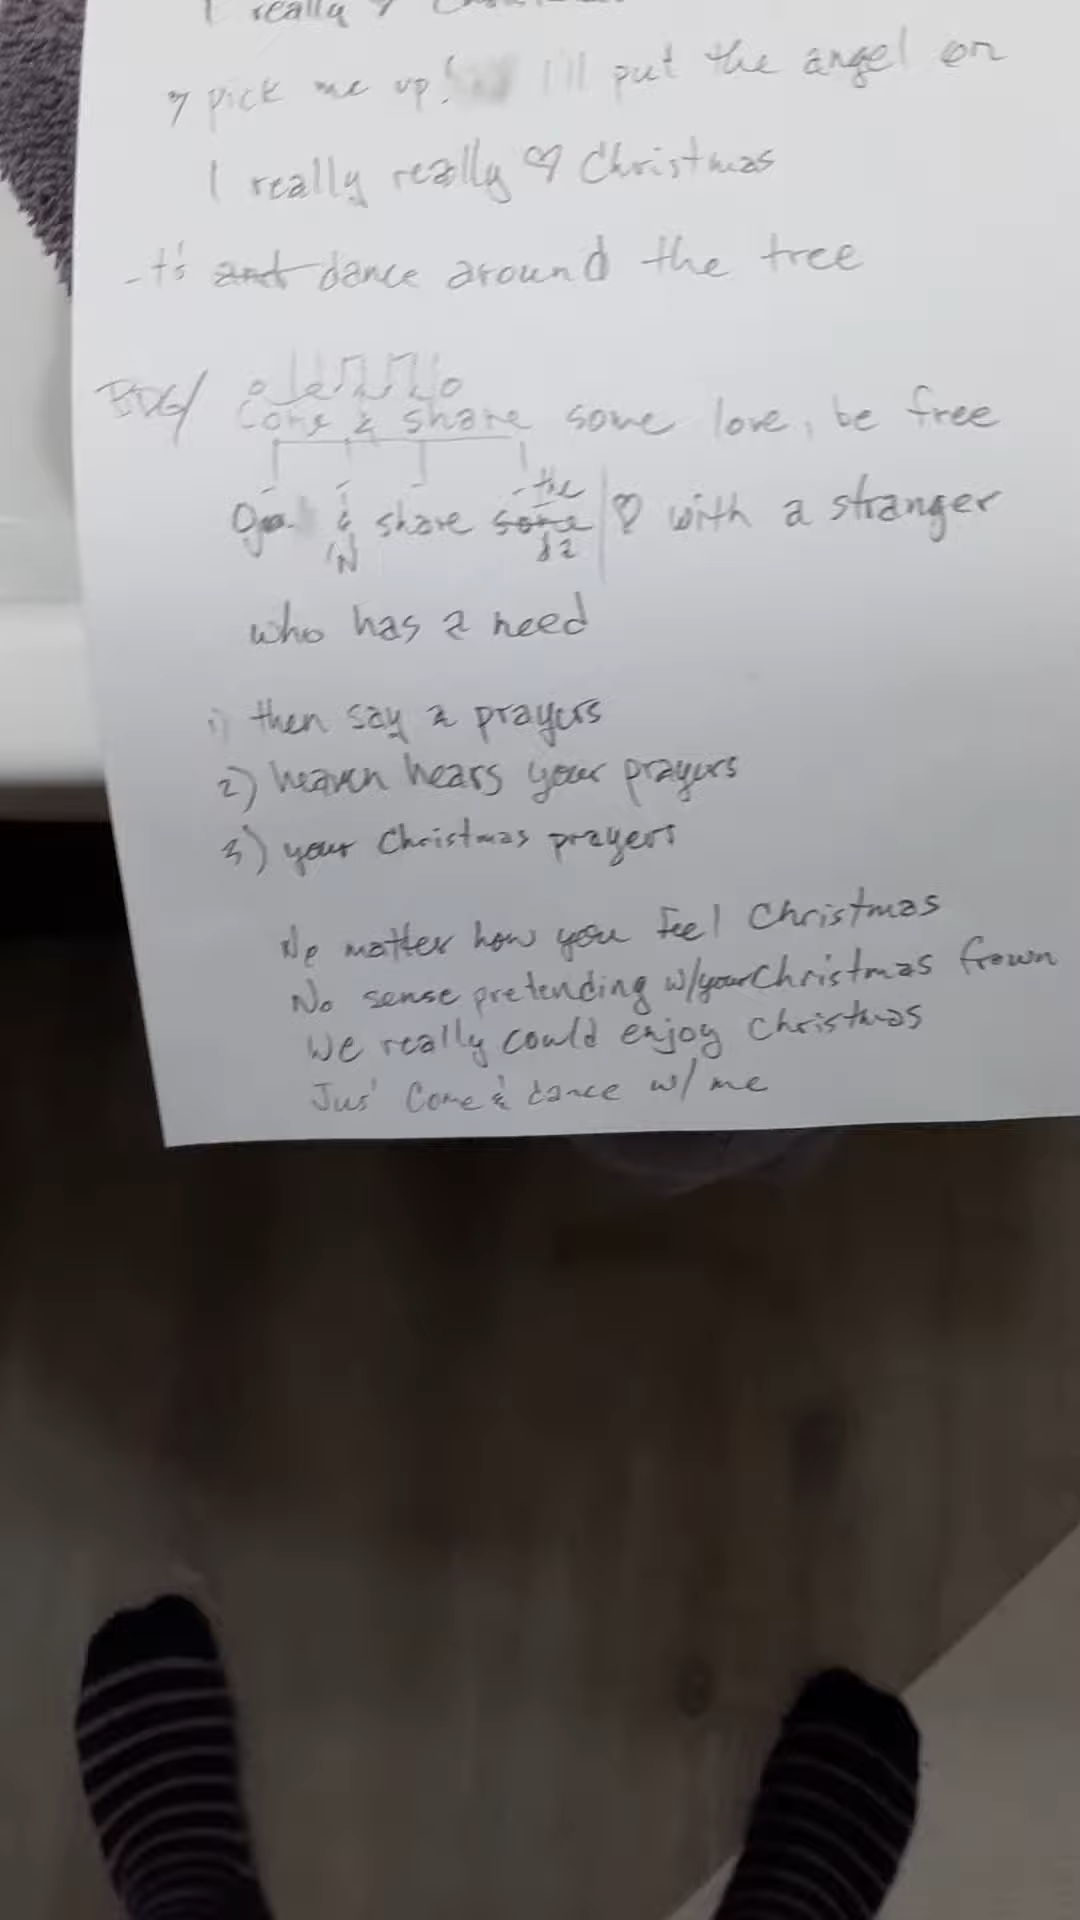 I really
pick me up! I'll put the angel on
I really really ♡ Christmas
-t's and dance around the tree
BDG/ Come & share some love, be free
& share some the ♡ with a stranger
'N
who has a need
1) then say a prayers
2) heaven hears your prayers
3) your Christmas prayers
No matter how you feel Christmas
No sense pretending w/your Christmas frown
We really could enjoy Christmas
Jus' Come & dance w/ me